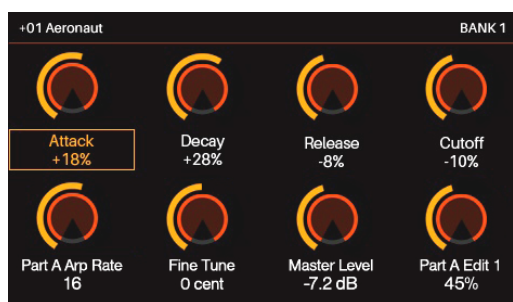 +01 Aeronaut BANK 1
Attack Decay Release Cutoff
+18% +28% -8% -10%
Part A Arp Rate Fine Tune Master Level Part A Edit 1
16 0 cent -7.2 dB 45%